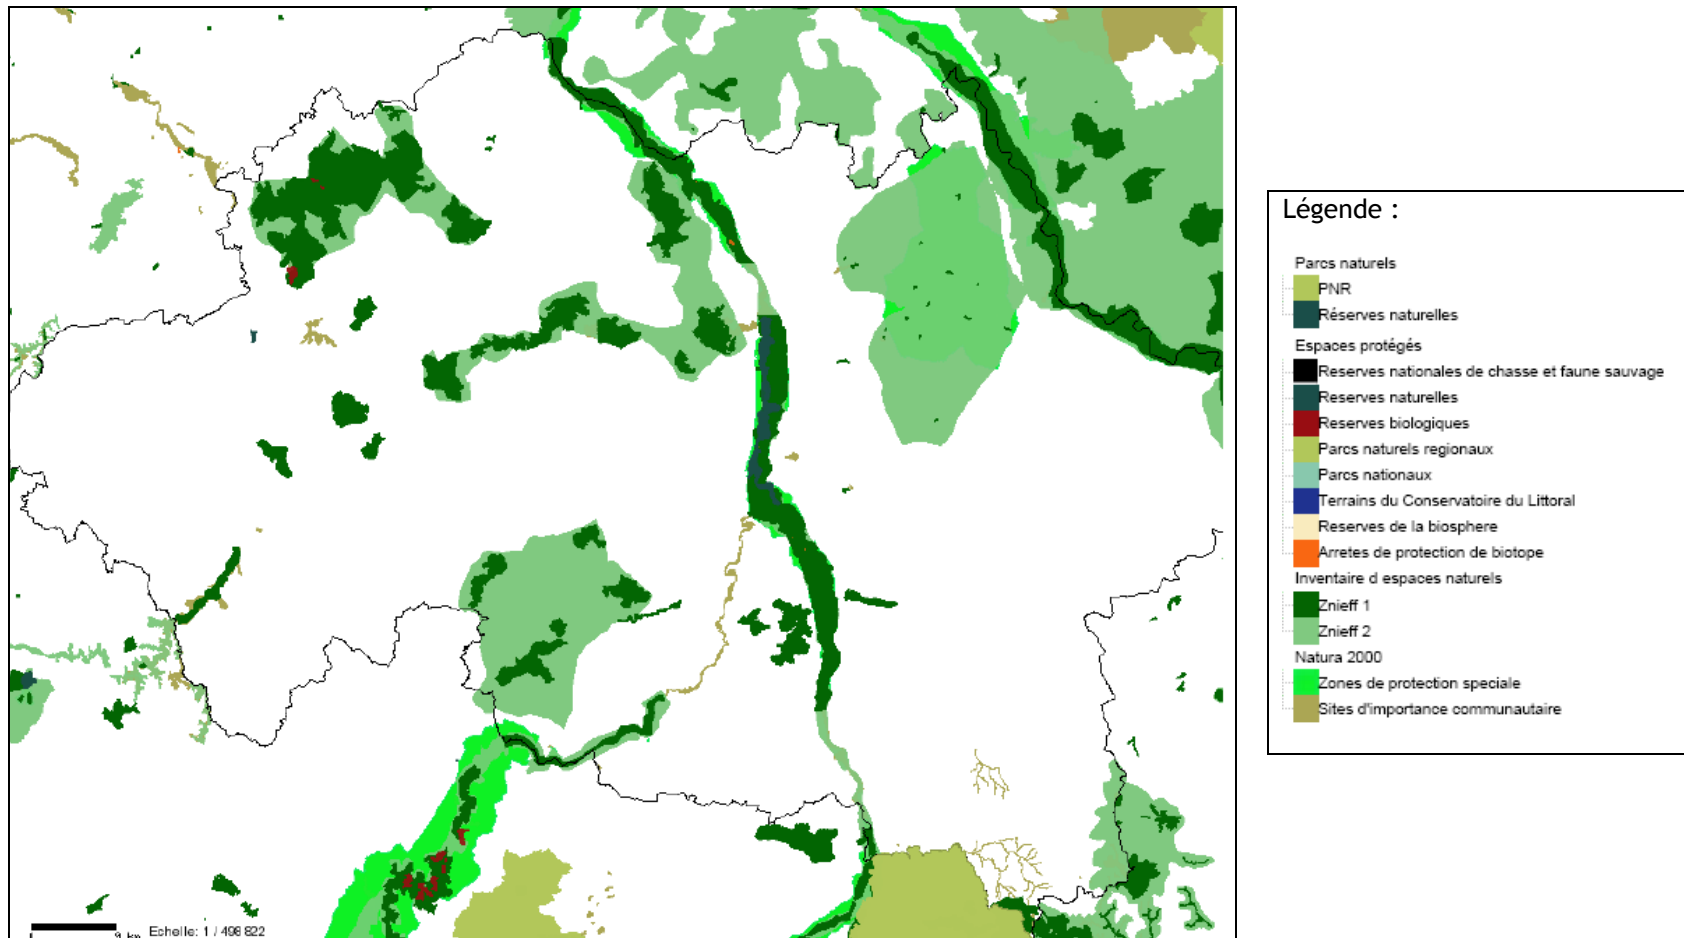 Légende :
Parcs naturels
PNR
Réserves naturelles
Espaces protégés
Reserves nationales de chasse et faune sauvage
Reserves naturelles
Reserves biologiques
Parcs naturels regionaux
Parcs nationaux
Terrains du Conservatoire du Littoral
Reserves de la biosphere
Arretes de protection de biotope
Inventaire d espaces naturels
Znieff 1
Znieff 2
Natura 2000
Zones de protection speciale
Sites d'importance communautaire
9 km Echelle: 1 / 498 822